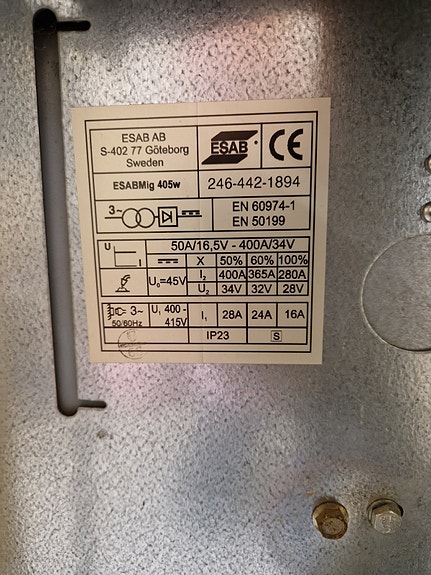 ESAB AB
S-402 77 Göteborg
Sweden
ESAB
CE
ESABMig 405w
246-442-1894
3~
EN 60974-1
EN 50199
U
I
50A/16,5V - 400A/34V
X 50% 60% 100%
U₀=45V
I₂ 400A 365A 280A
U₂ 34V 32V 28V
3~
50/60Hz
U₁ 400 -
415V
I₁ 28A 24A 16A
IP23
S